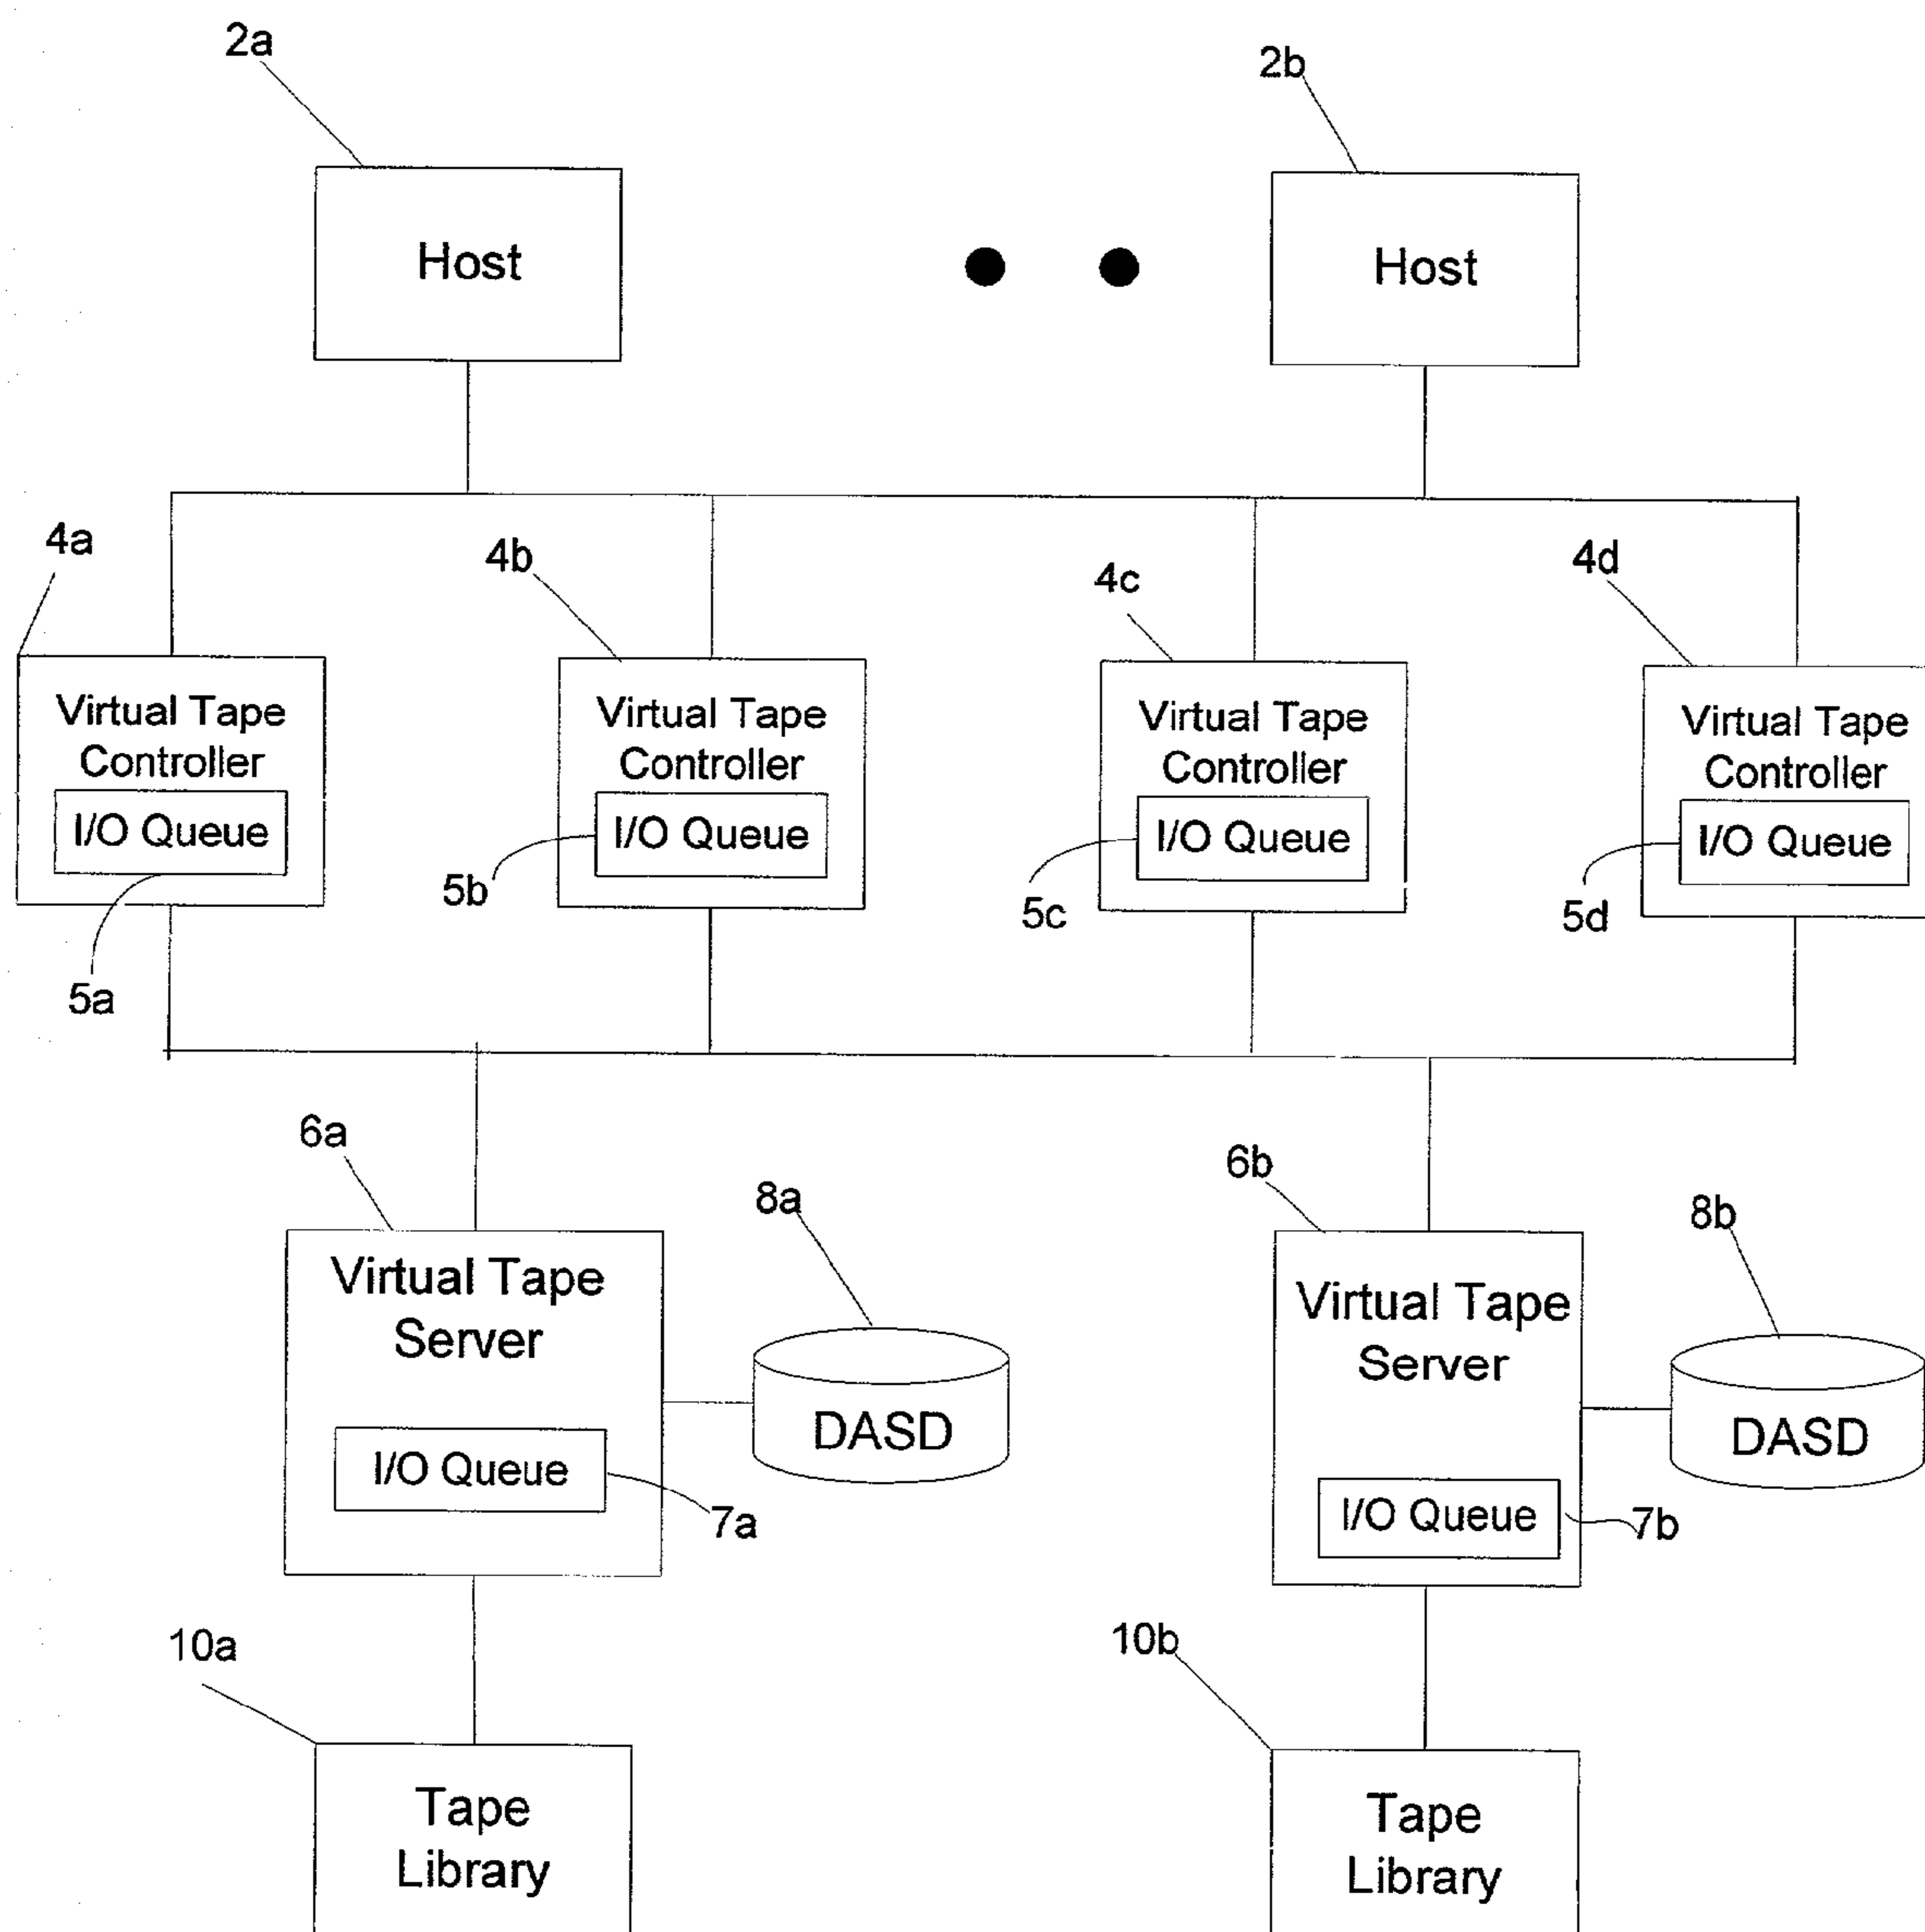 2a
2b
Host
Host
4a
4b
4c
4d
Virtual Tape
Controller
I/O Queue
Virtual Tape
Controller
I/O Queue
Virtual Tape
Controller
I/O Queue
Virtual Tape
Controller
I/O Queue
5a
5b
5c
5d
6a
6b
8a
8b
Virtual Tape
Server
I/O Queue
7a
DASD
Virtual Tape
Server
I/O Queue
7b
DASD
10a
10b
Tape
Library
Tape
Library